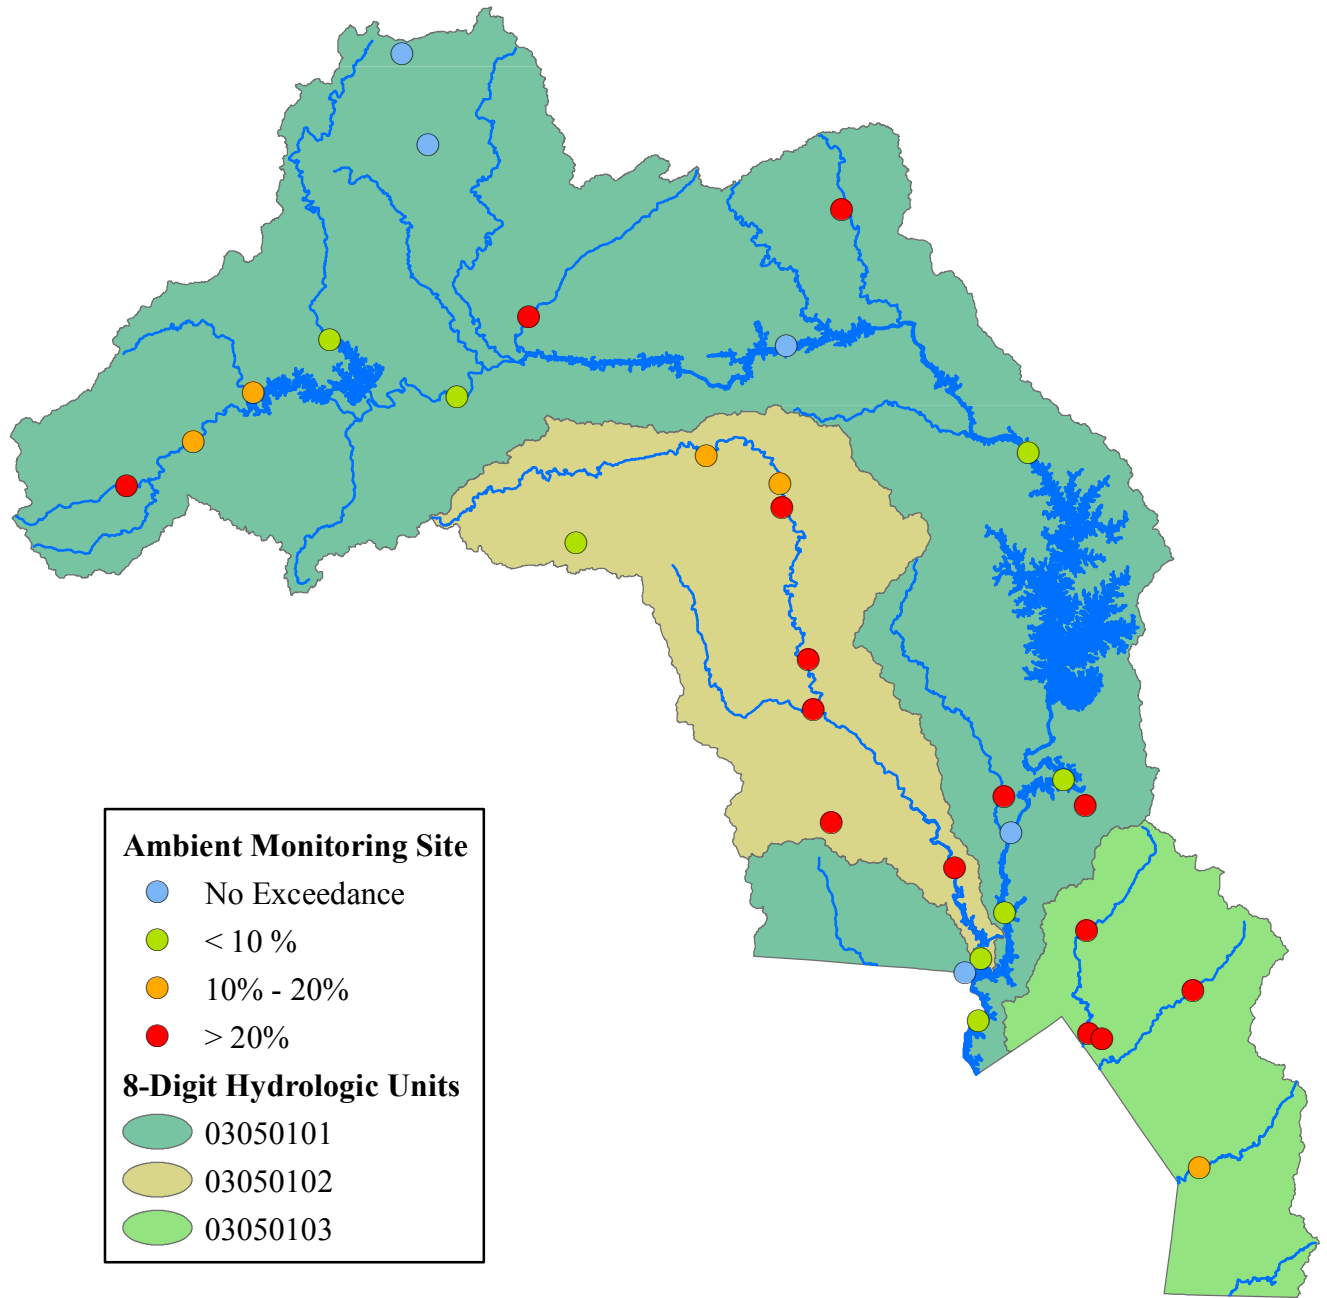 Ambient Monitoring Site
No Exceedance
< 10 %
10% - 20%
> 20%
8-Digit Hydrologic Units
03050101
03050102
03050103